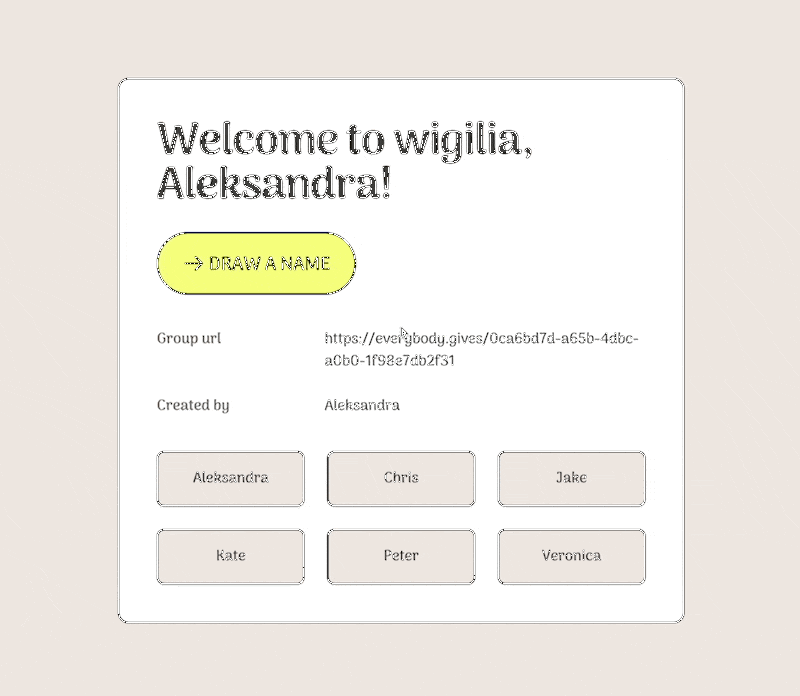 Welcome to wigilia,
Aleksandra!
→ DRAW A NAME
Group url https://everybody.gives/0ca6bd7d-a65b-4dbc-
a0b0-1f98e7db2f31
Created by Aleksandra
Aleksandra Chris Jake
Kate Peter Veronica